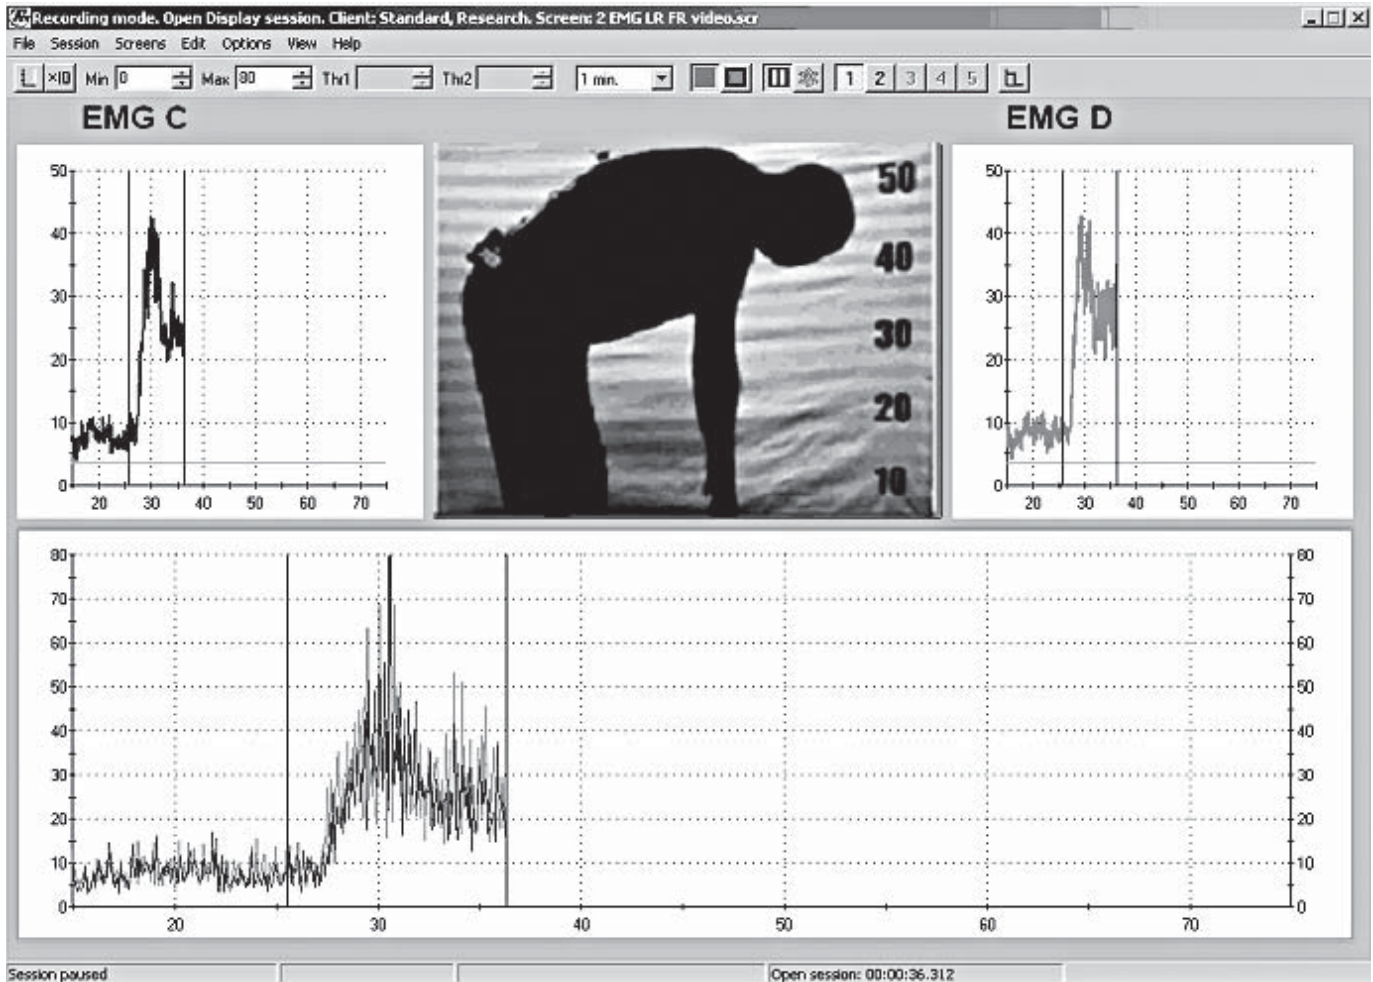 Recording mode. Open Display session. Client: Standard, Research. Screen: 2 EMG LR FR video.scr
File Session Screens Edit Options View Help
×10 Min 0 Max 80 Thr1 Thr2 1 min. 1 2 3 4 5
EMG C
EMG D
50
40
30
20
10
0
20 30 40 50 60 70
50
40
30
20
10
50
40
30
20
10
0
20 30 40 50 60 70
80 80
70 70
60 60
50 50
40 40
30 30
20 20
10 10
0 0
20 30 40 50 60 70
Session paused
Open session: 00:00:36.312